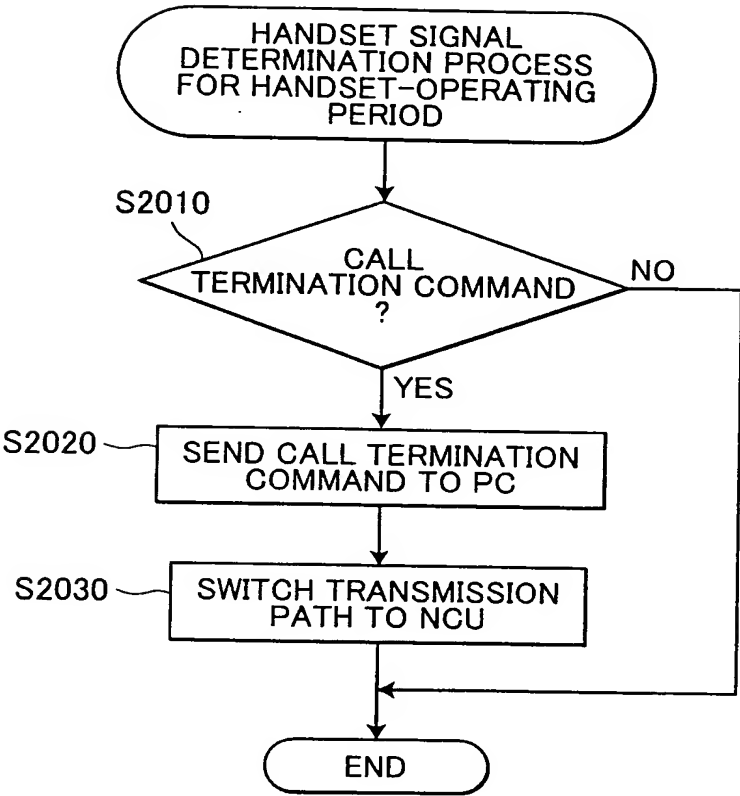 HANDSET SIGNAL
DETERMINATION PROCESS
FOR HANDSET-OPERATING
PERIOD
S2010
CALL
TERMINATION COMMAND
?
NO
YES
S2020
SEND CALL TERMINATION
COMMAND TO PC
S2030
SWITCH TRANSMISSION
PATH TO NCU
END